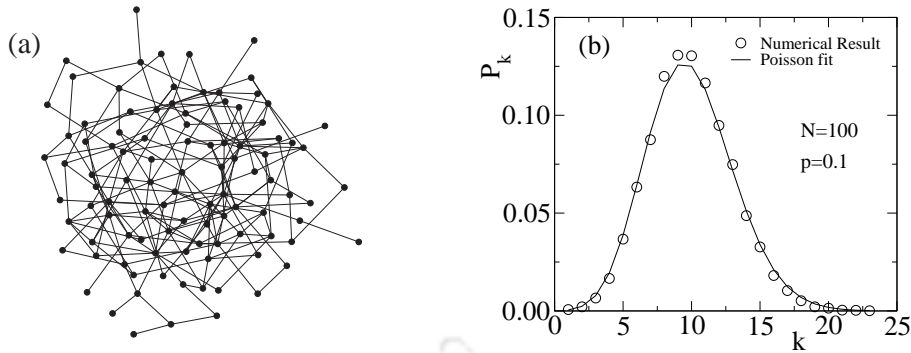 (a)
(b)
P_k
0.15
0.10
0.05
0.00
0 5 10 15 20 25
k
Numerical Result
Poisson fit
N=100
p=0.1